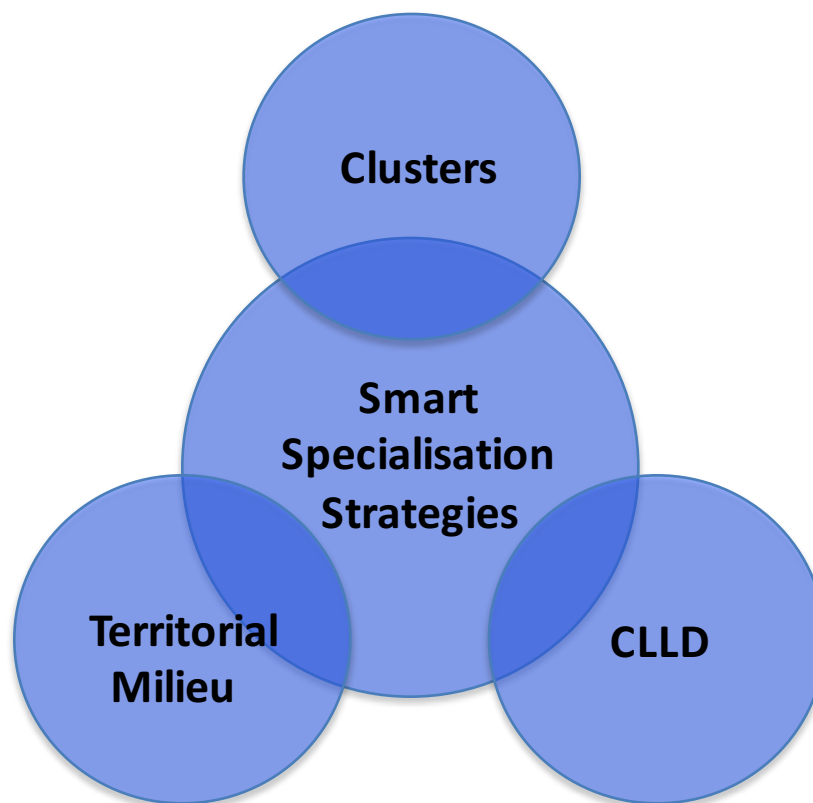 Clusters
Smart
Specialisation
Strategies
Territorial
Milieu
CLLD